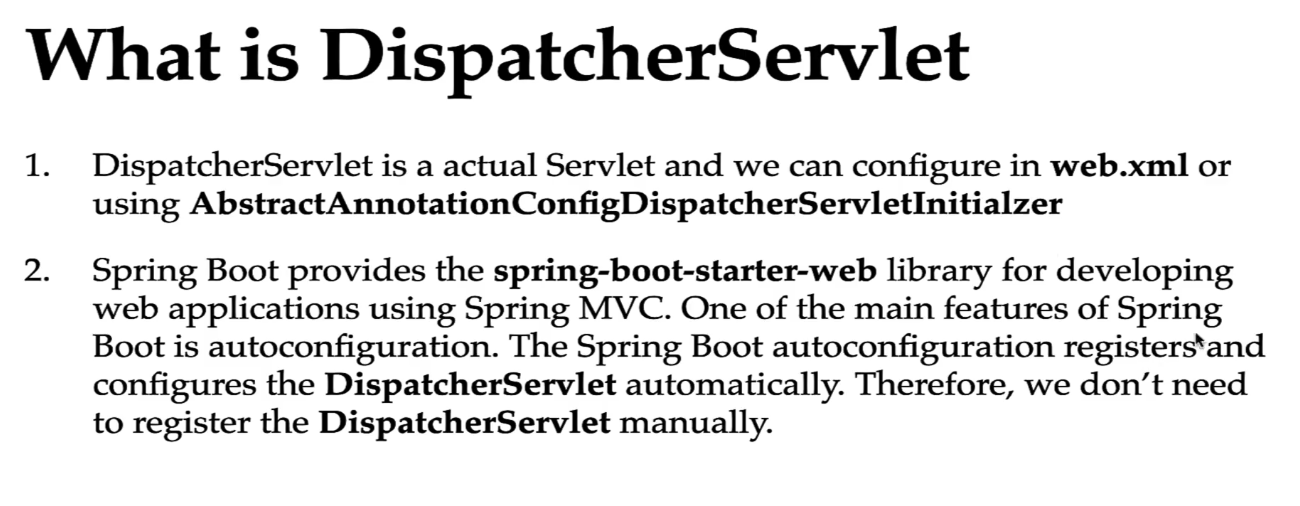 What is DispatcherServlet
1. DispatcherServlet is a actual Servlet and we can configure in web.xml or
using AbstractAnnotationConfigDispatcherServletInitialzer
2. Spring Boot provides the spring-boot-starter-web library for developing
web applications using Spring MVC. One of the main features of Spring
Boot is autoconfiguration. The Spring Boot autoconfiguration registers and
configures the DispatcherServlet automatically. Therefore, we don’t need
to register the DispatcherServlet manually.